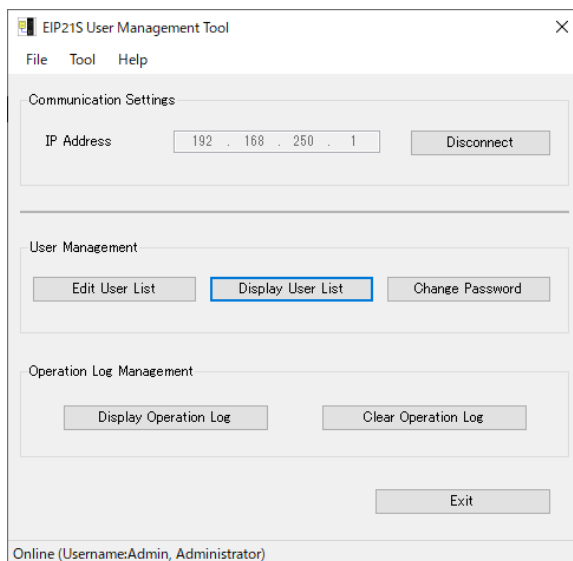 EIP21S User Management Tool
File Tool Help
Communication Settings
IP Address 192 . 168 . 250 . 1 Disconnect
User Management
Edit User List Display User List Change Password
Operation Log Management
Display Operation Log Clear Operation Log
Exit
Online (Username:Admin, Administrator)